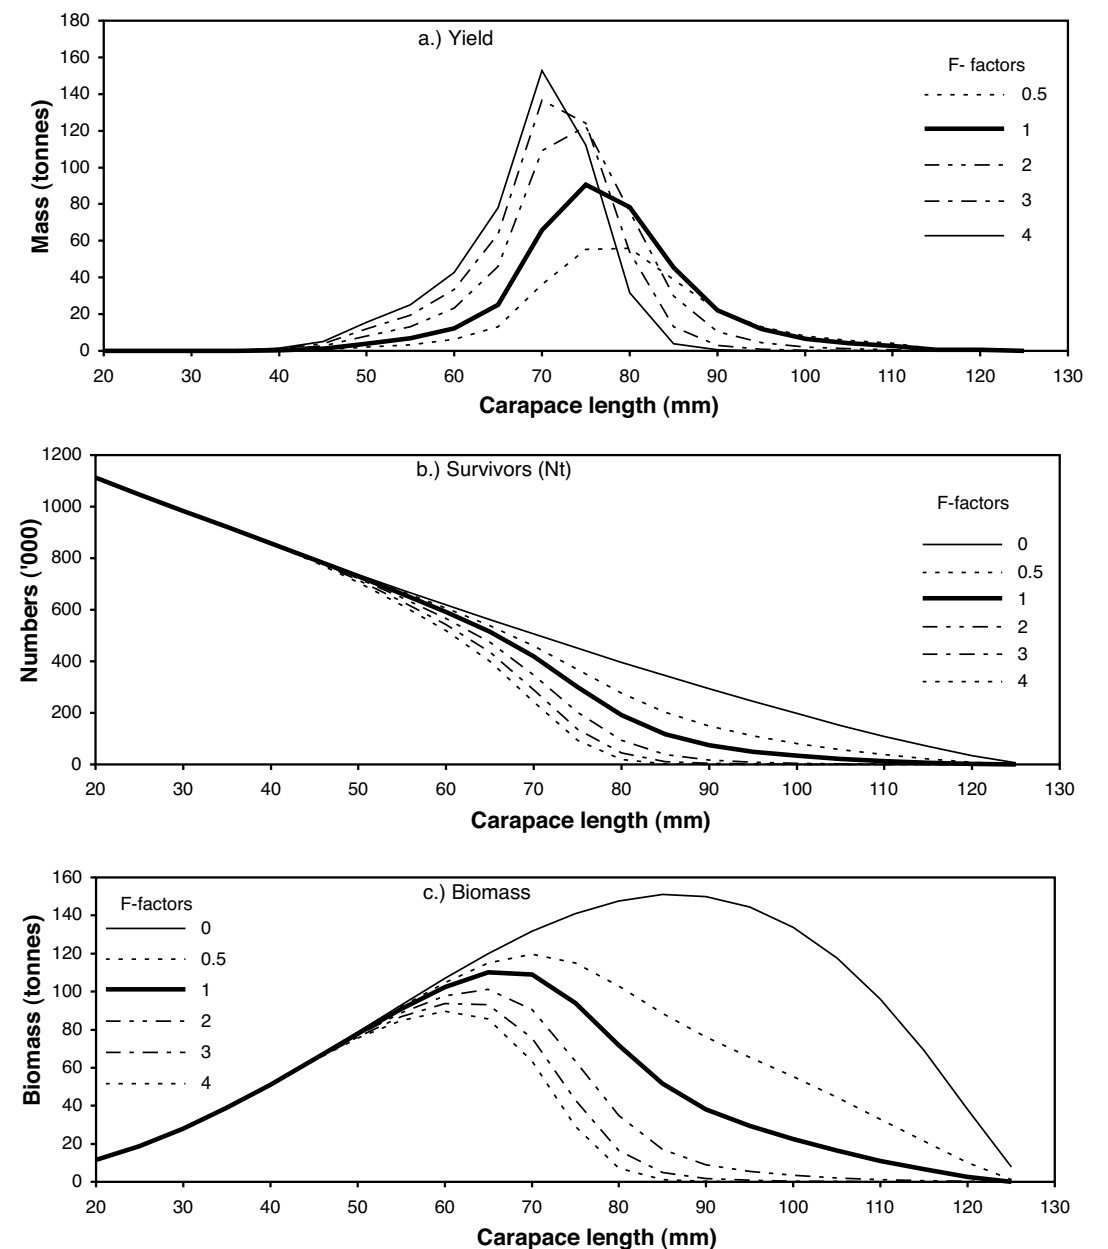 a.) Yield
Mass (tonnes)
180
160
140
120
100
80
60
40
20
0
20 30 40 50 60 70 80 90 100 110 120 130
Carapace length (mm)
F- factors
0.5
1
2
3
4
b.) Survivors (Nt)
Numbers ('000)
1200
1000
800
600
400
200
0
20 30 40 50 60 70 80 90 100 110 120 130
Carapace length (mm)
F-factors
0
0.5
1
2
3
4
c.) Biomass
Biomass (tonnes)
160
140
120
100
80
60
40
20
0
20 30 40 50 60 70 80 90 100 110 120 130
Carapace length (mm)
F-factors
0
0.5
1
2
3
4